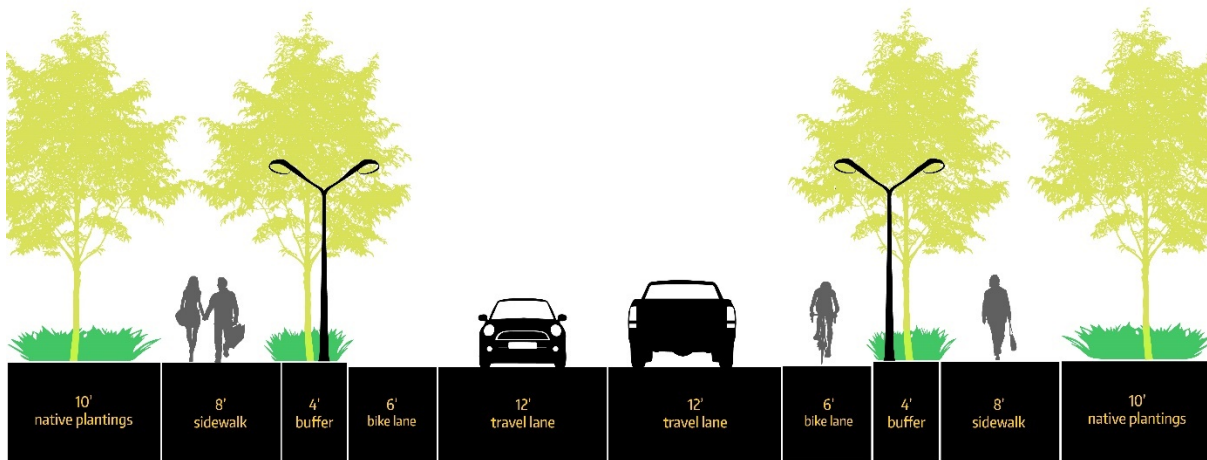 10'
native plantings
8'
sidewalk
4'
buffer
6'
bike lane
12'
travel lane
12'
travel lane
6'
bike lane
4'
buffer
8'
sidewalk
10'
native plantings